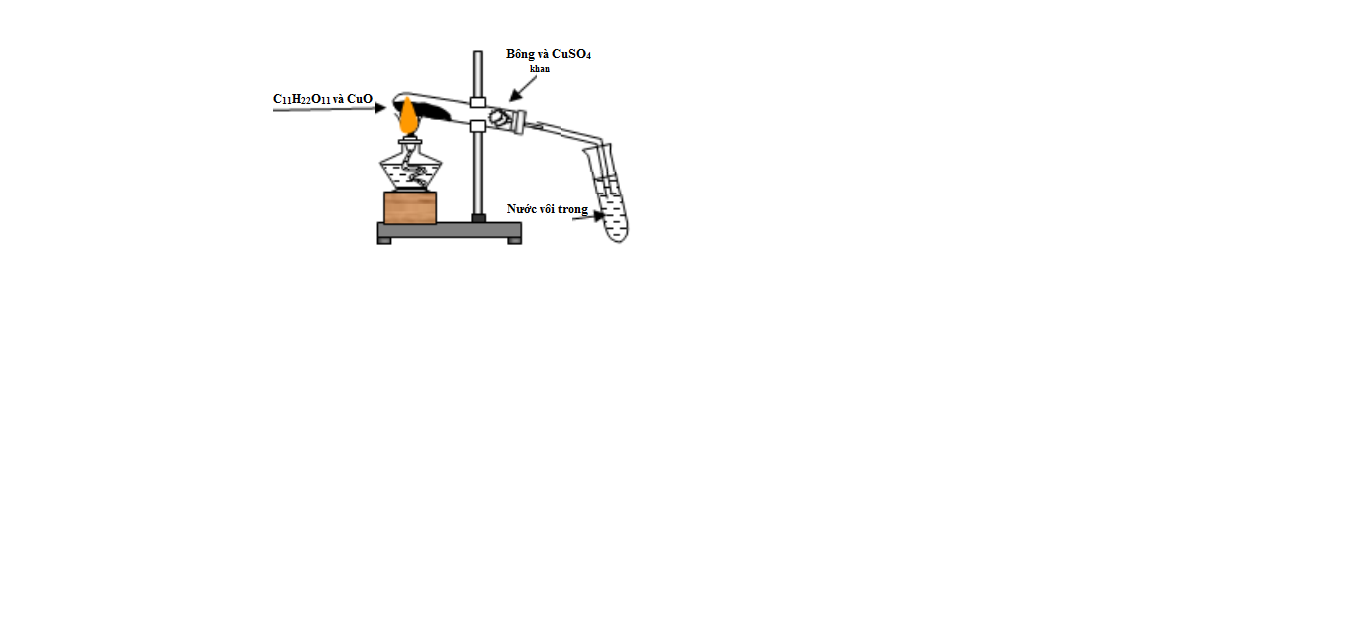 Bông và CuSO₄
khan
C₁₁H₂₂O₁₁ và CuO
Nước vôi trong